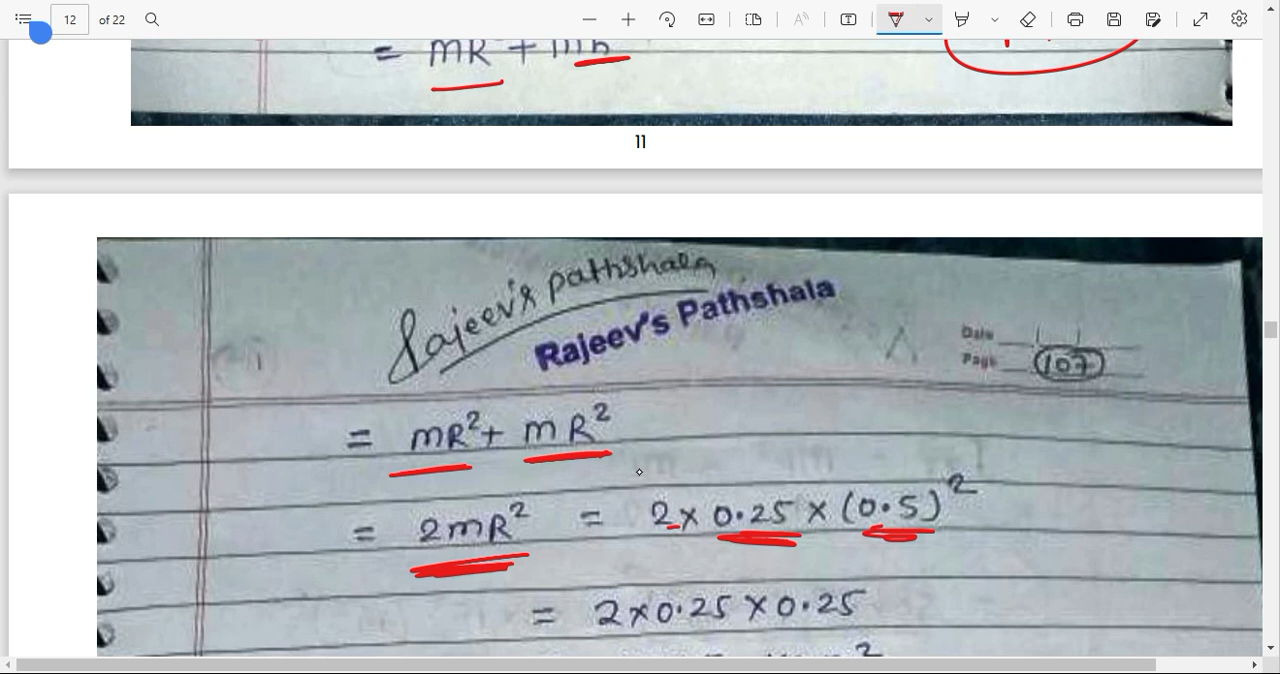 12 of 22
11
Rajeev's pathshala
Rajeev's Pathshala
Date
Page 107
= mR² + mR²
= 2mR² = 2 × 0.25 × (0.5)²
= 2 × 0.25 × 0.25